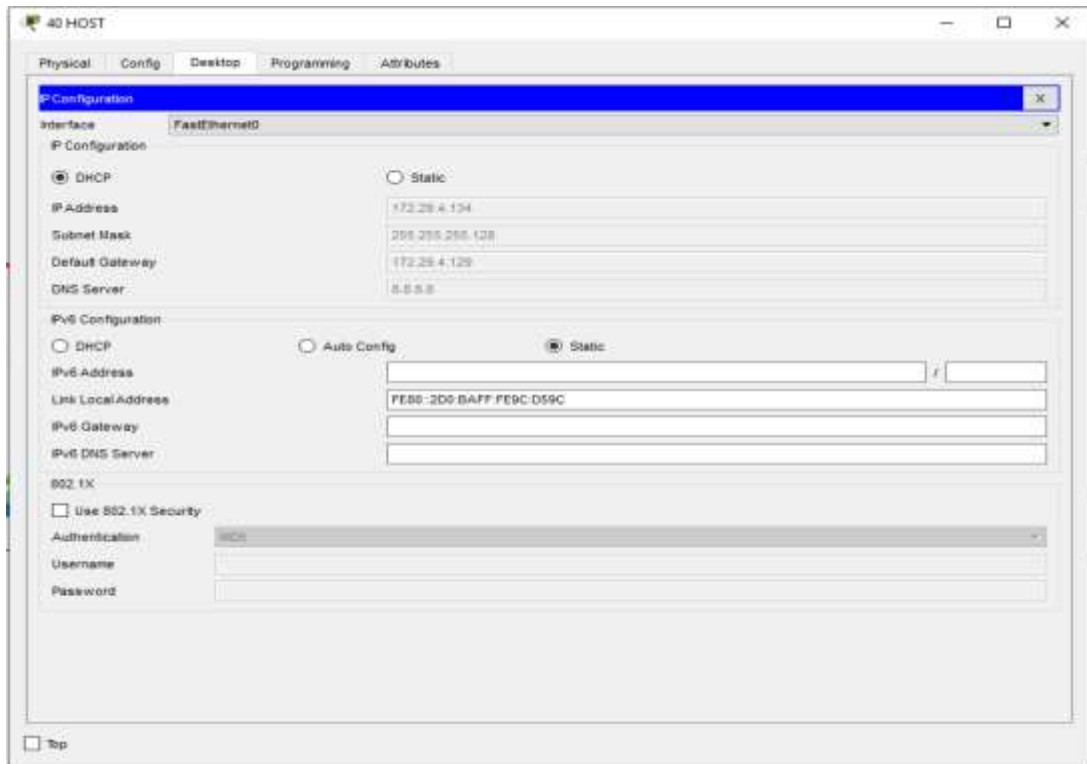 40 HOST
Physical Config Desktop Programming Attributes
IP Configuration X
Interface FastEthernet0
IP Configuration
DHCP Static
IP Address 172.29.4.134
Subnet Mask 255.255.255.128
Default Gateway 172.29.4.129
DNS Server 8.8.8.8
IPv6 Configuration
DHCP Auto Config Static
IPv6 Address /
Link Local Address FE80::2D0:BAFF:FE9C:D59C
IPv6 Gateway
IPv6 DNS Server
802.1X
Use 802.1X Security
Authentication MD5
Username
Password
Top